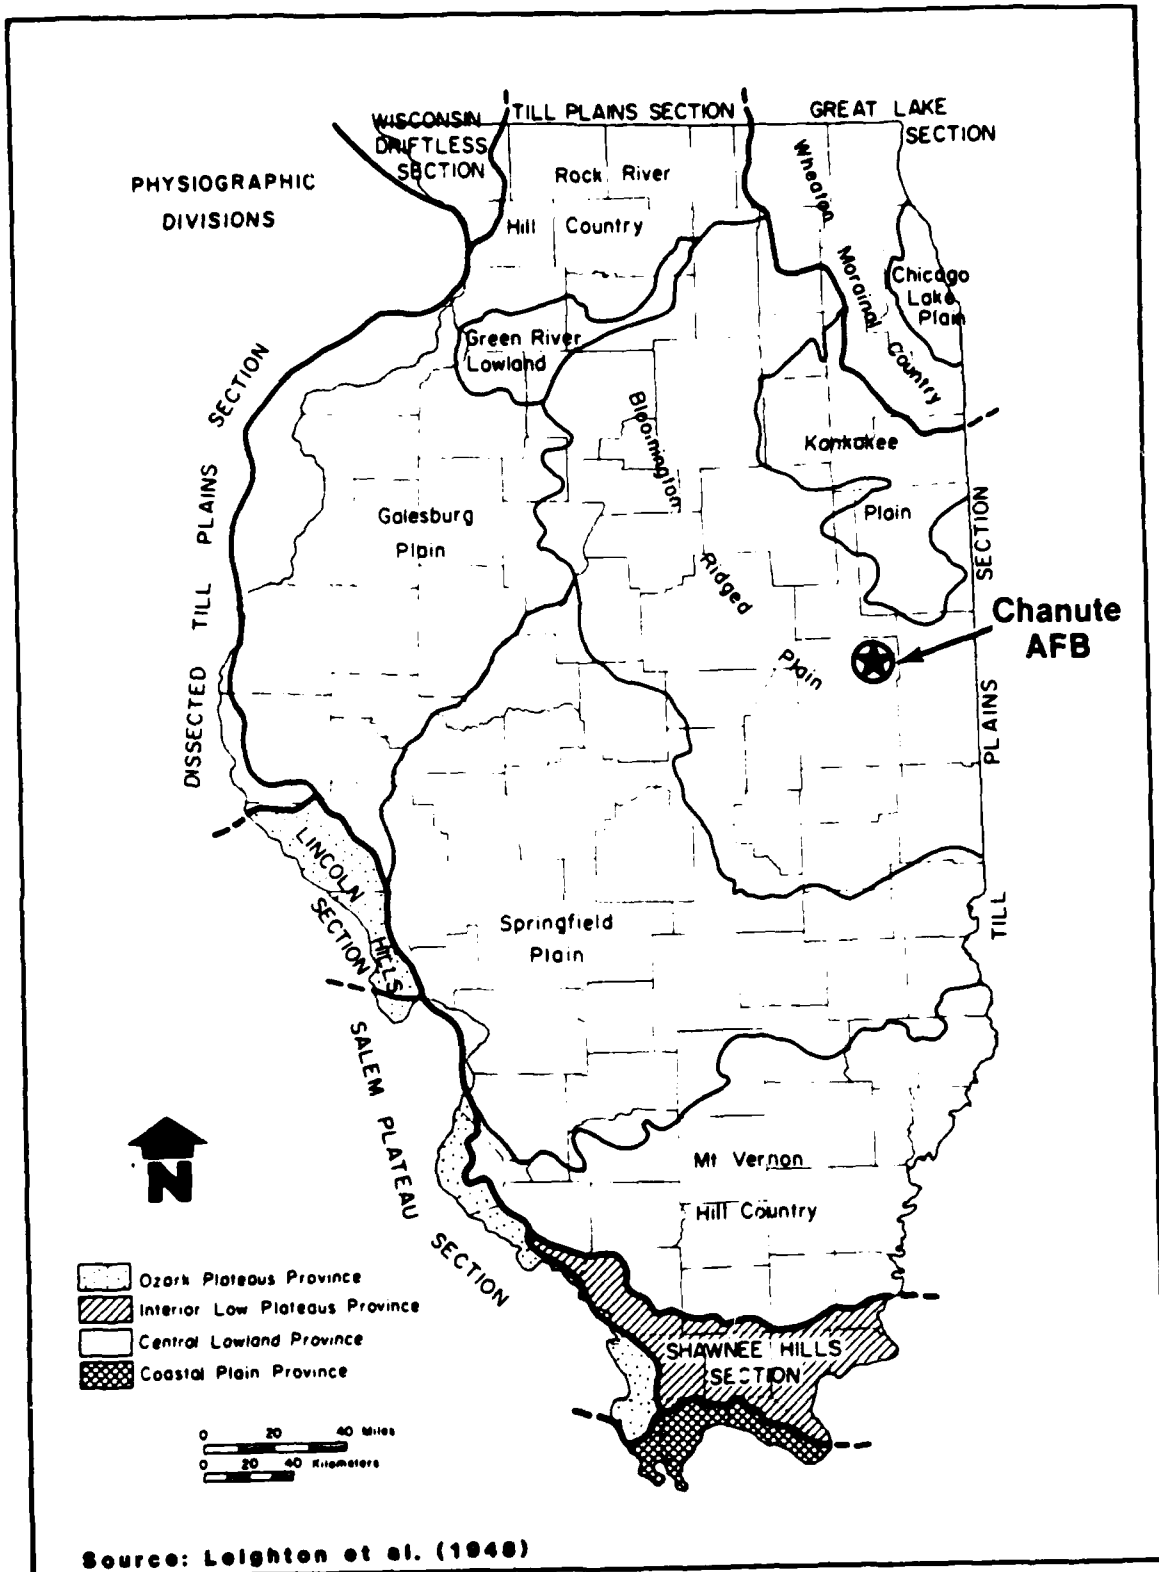 WISCONSIN
DRIFTLESS
SECTION
TILL PLAINS SECTION
GREAT LAKE
SECTION
PHYSIOGRAPHIC
DIVISIONS
Rock River
Hill Country
Wheaton
Morainal
Country
Chicago
Lake
Plain
Green River
Lowland
DISSECTED TILL PLAINS SECTION
Bloomington
Ridged
Plain
Kankakee
Plain
Galesburg
Plain
TILL PLAINS SECTION
Chanute
AFB
LINCOLN
HILLS
SECTION
Springfield
Plain
SALEM PLATEAU SECTION
N
Mt Vernon
Hill Country
Ozark Plateaus Province
Interior Low Plateaus Province
Central Lowland Province
Coastal Plain Province
SHAWNEE HILLS
SECTION
0 20 40 Miles
0 20 40 Kilometers
Source: Leighton et al. (1948)